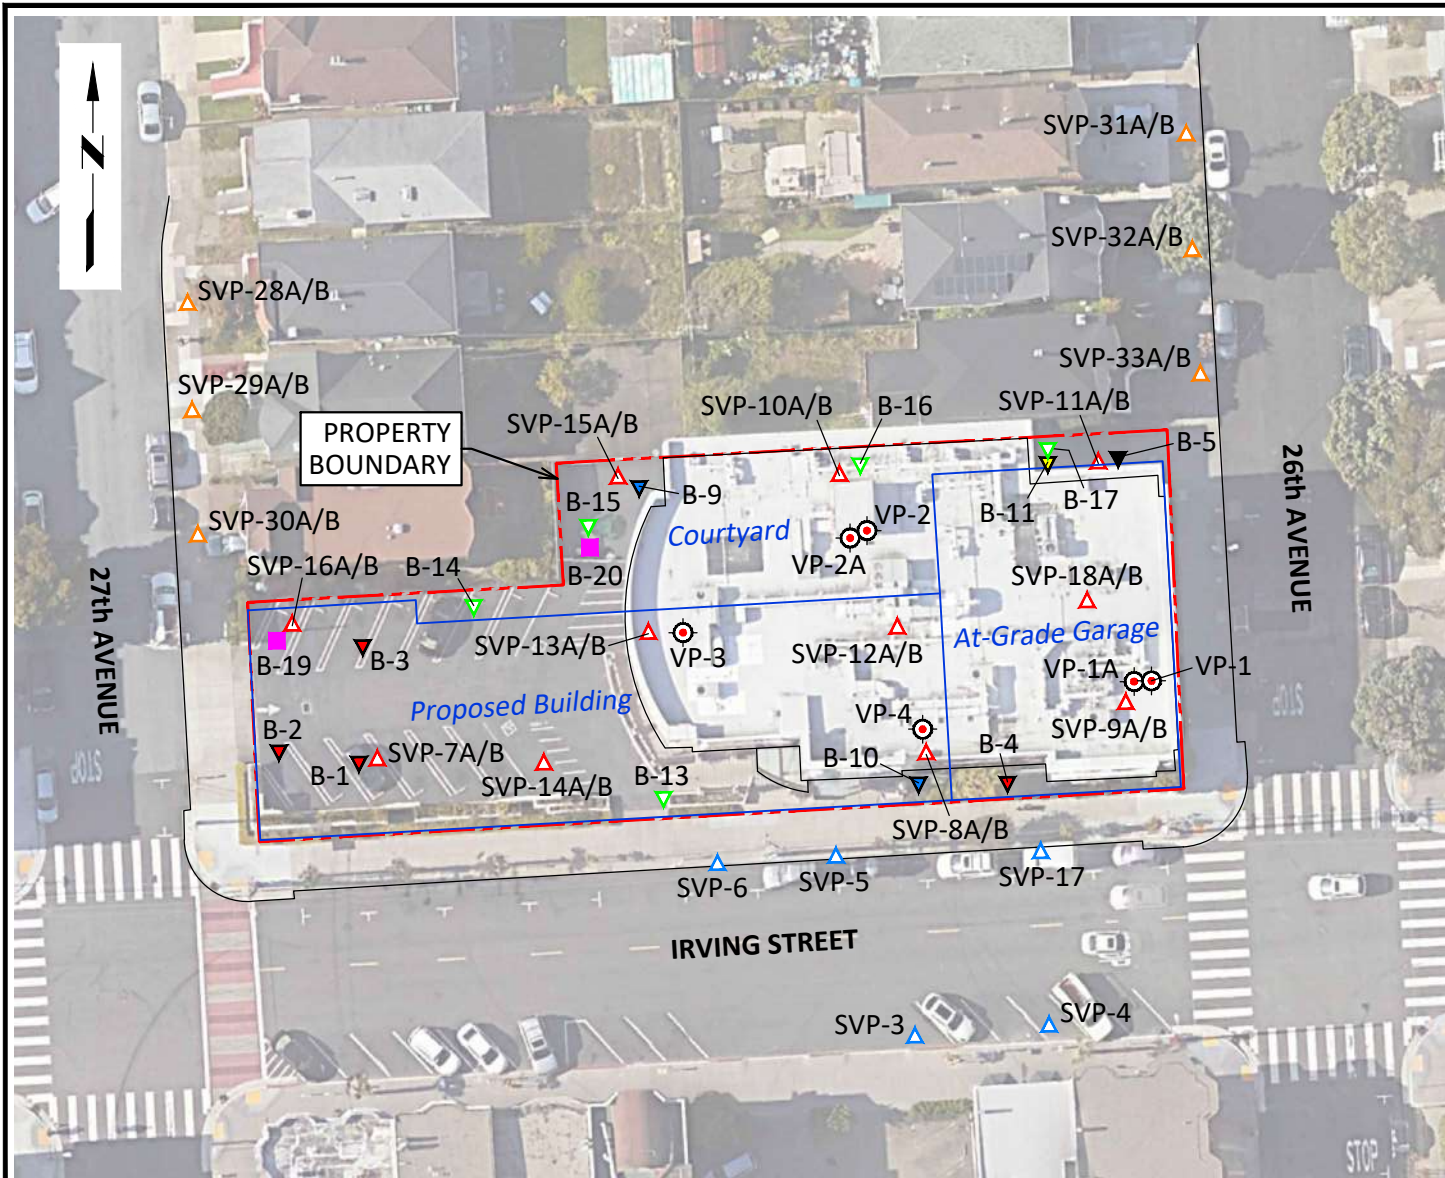 N
SVP-31A/B
SVP-32A/B
SVP-28A/B
SVP-33A/B
SVP-29A/B
SVP-10A/B
B-16
SVP-11A/B
SVP-15A/B
PROPERTY
BOUNDARY
B-5
B-9
B-15
B-11
B-17
Courtyard
VP-2
VP-2A
SVP-30A/B
SVP-16A/B
B-14
B-20
SVP-18A/B
26th AVENUE
27th AVENUE
SVP-13A/B
VP-3
SVP-12A/B
At-Grade Garage
B-19
B-3
VP-1A
VP-1
Proposed Building
SVP-9A/B
VP-4
B-2
SVP-7A/B
B-1
SVP-14A/B
B-13
B-10
B-4
SVP-8A/B
STOP
STOP
SVP-6
SVP-5
SVP-17
IRVING STREET
SVP-3
SVP-4
STOP